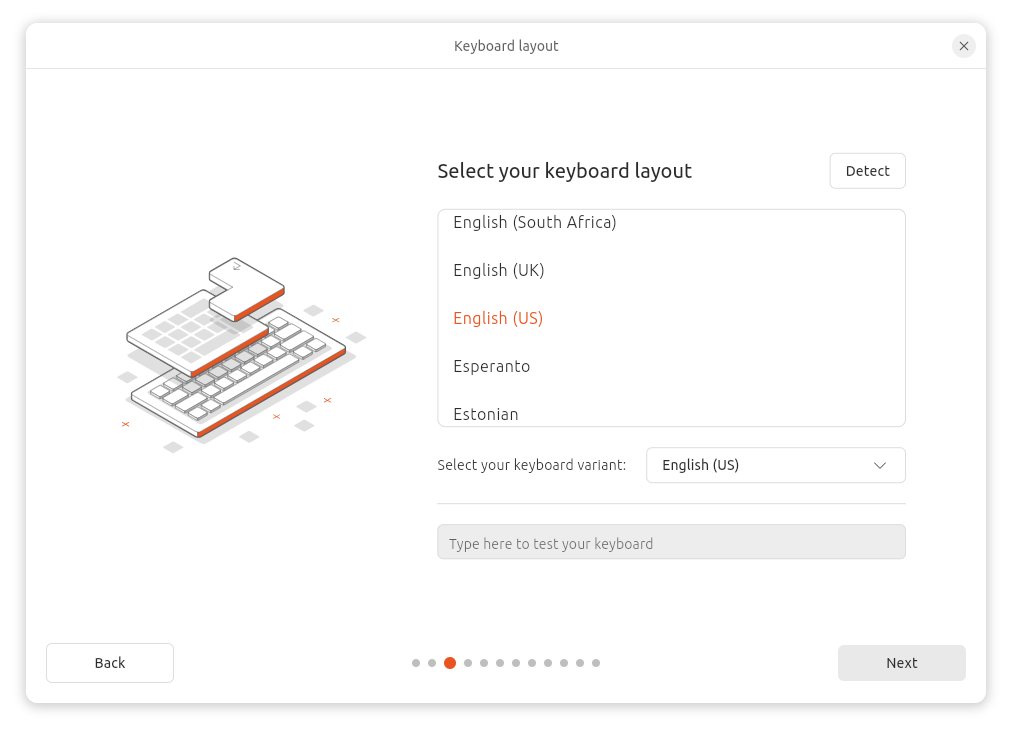 Keyboard layout
Select your keyboard layout
Detect
English (South Africa)
English (UK)
English (US)
Esperanto
Estonian
Select your keyboard variant:
English (US)
Type here to test your keyboard
Back
Next